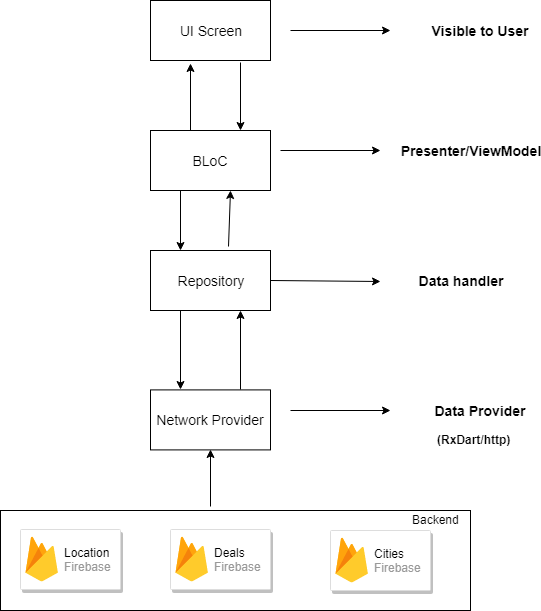 UI Screen
Visible to User
BLoC
Presenter/ViewModel
Repository
Data handler
Network Provider
Data Provider
(RxDart/http)
Backend
Location
Firebase
Deals
Firebase
Cities
Firebase